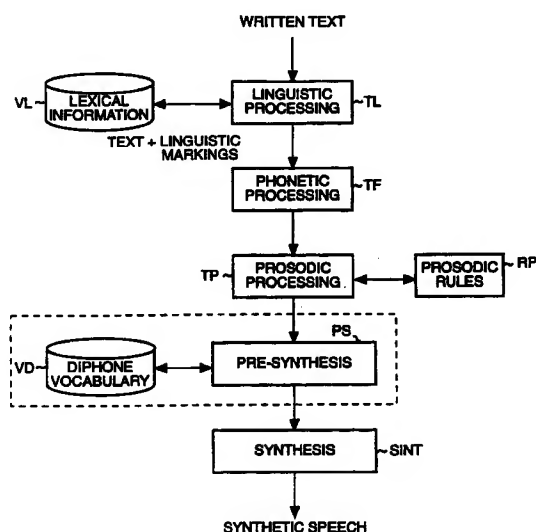 WRITTEN TEXT
VL
LEXICAL
INFORMATION
LINGUISTIC
PROCESSING
TL
TEXT + LINGUISTIC
MARKINGS
PHONETIC
PROCESSING
TF
TP
PROSODIC
PROCESSING
PROSODIC
RULES
RP
PS
VD
DIPHONE
VOCABULARY
PRE-SYNTHESIS
SYNTHESIS
SINT
SYNTHETIC SPEECH